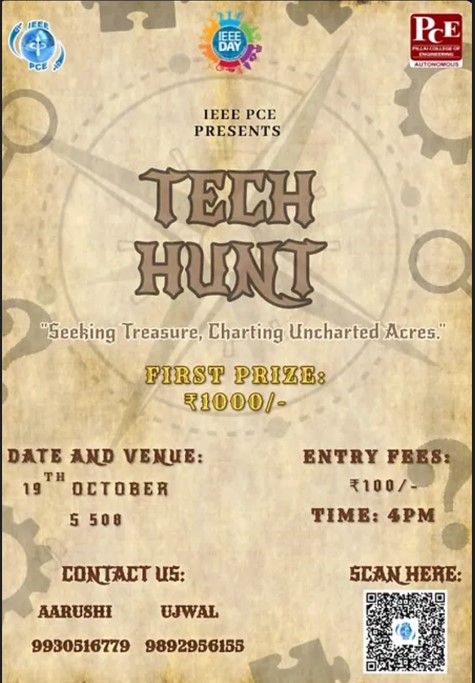 IEEE
PCE
IEEE
DAY
PCE
PILLAI COLLEGE OF
ENGINEERING
AUTONOMOUS
IEEE PCE
PRESENTS
TECH
HUNT
"Seeking Treasure, Charting Uncharted Acres."
FIRST PRIZE:
₹1000/-
DATE AND VENUE:
19TH OCTOBER
S 508
ENTRY FEES:
₹100/-
TIME: 4PM
CONTACT US:
AARUSHI UJWAL
9930516779 9892956155
SCAN HERE: